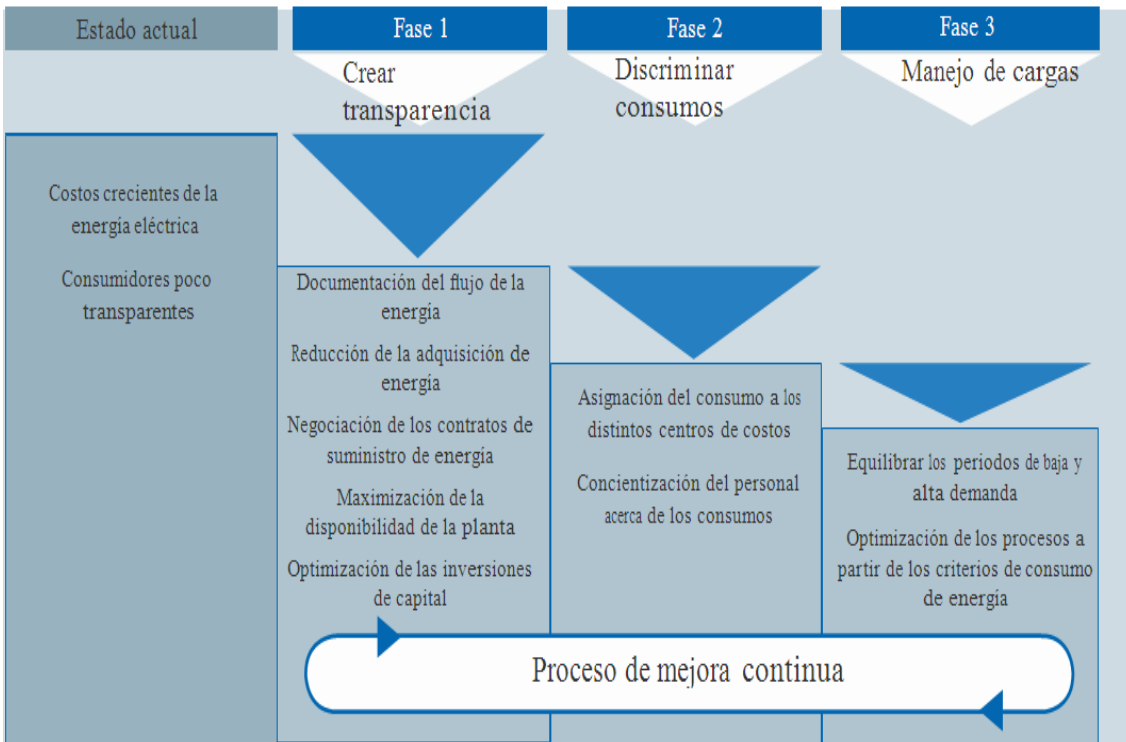 Estado actual
Fase 1
Fase 2
Fase 3
Crear
transparencia
Discriminar
consumos
Manejo de cargas
Costos crecientes de la
energía eléctrica
Consumidores poco
transparentes
Documentación del flujo de la
energía
Reducción de la adquisición de
energía
Negociación de los contratos de
suministro de energía
Maximización de la
disponibilidad de la planta
Optimización de las inversiones
de capital
Asignación del consumo a los
distintos centros de costos
Concientización del personal
acerca de los consumos
Equilibrar los periodos de baja y
alta demanda
Optimización de los procesos a
partir de los criterios de consumo
de energía
Proceso de mejora continua